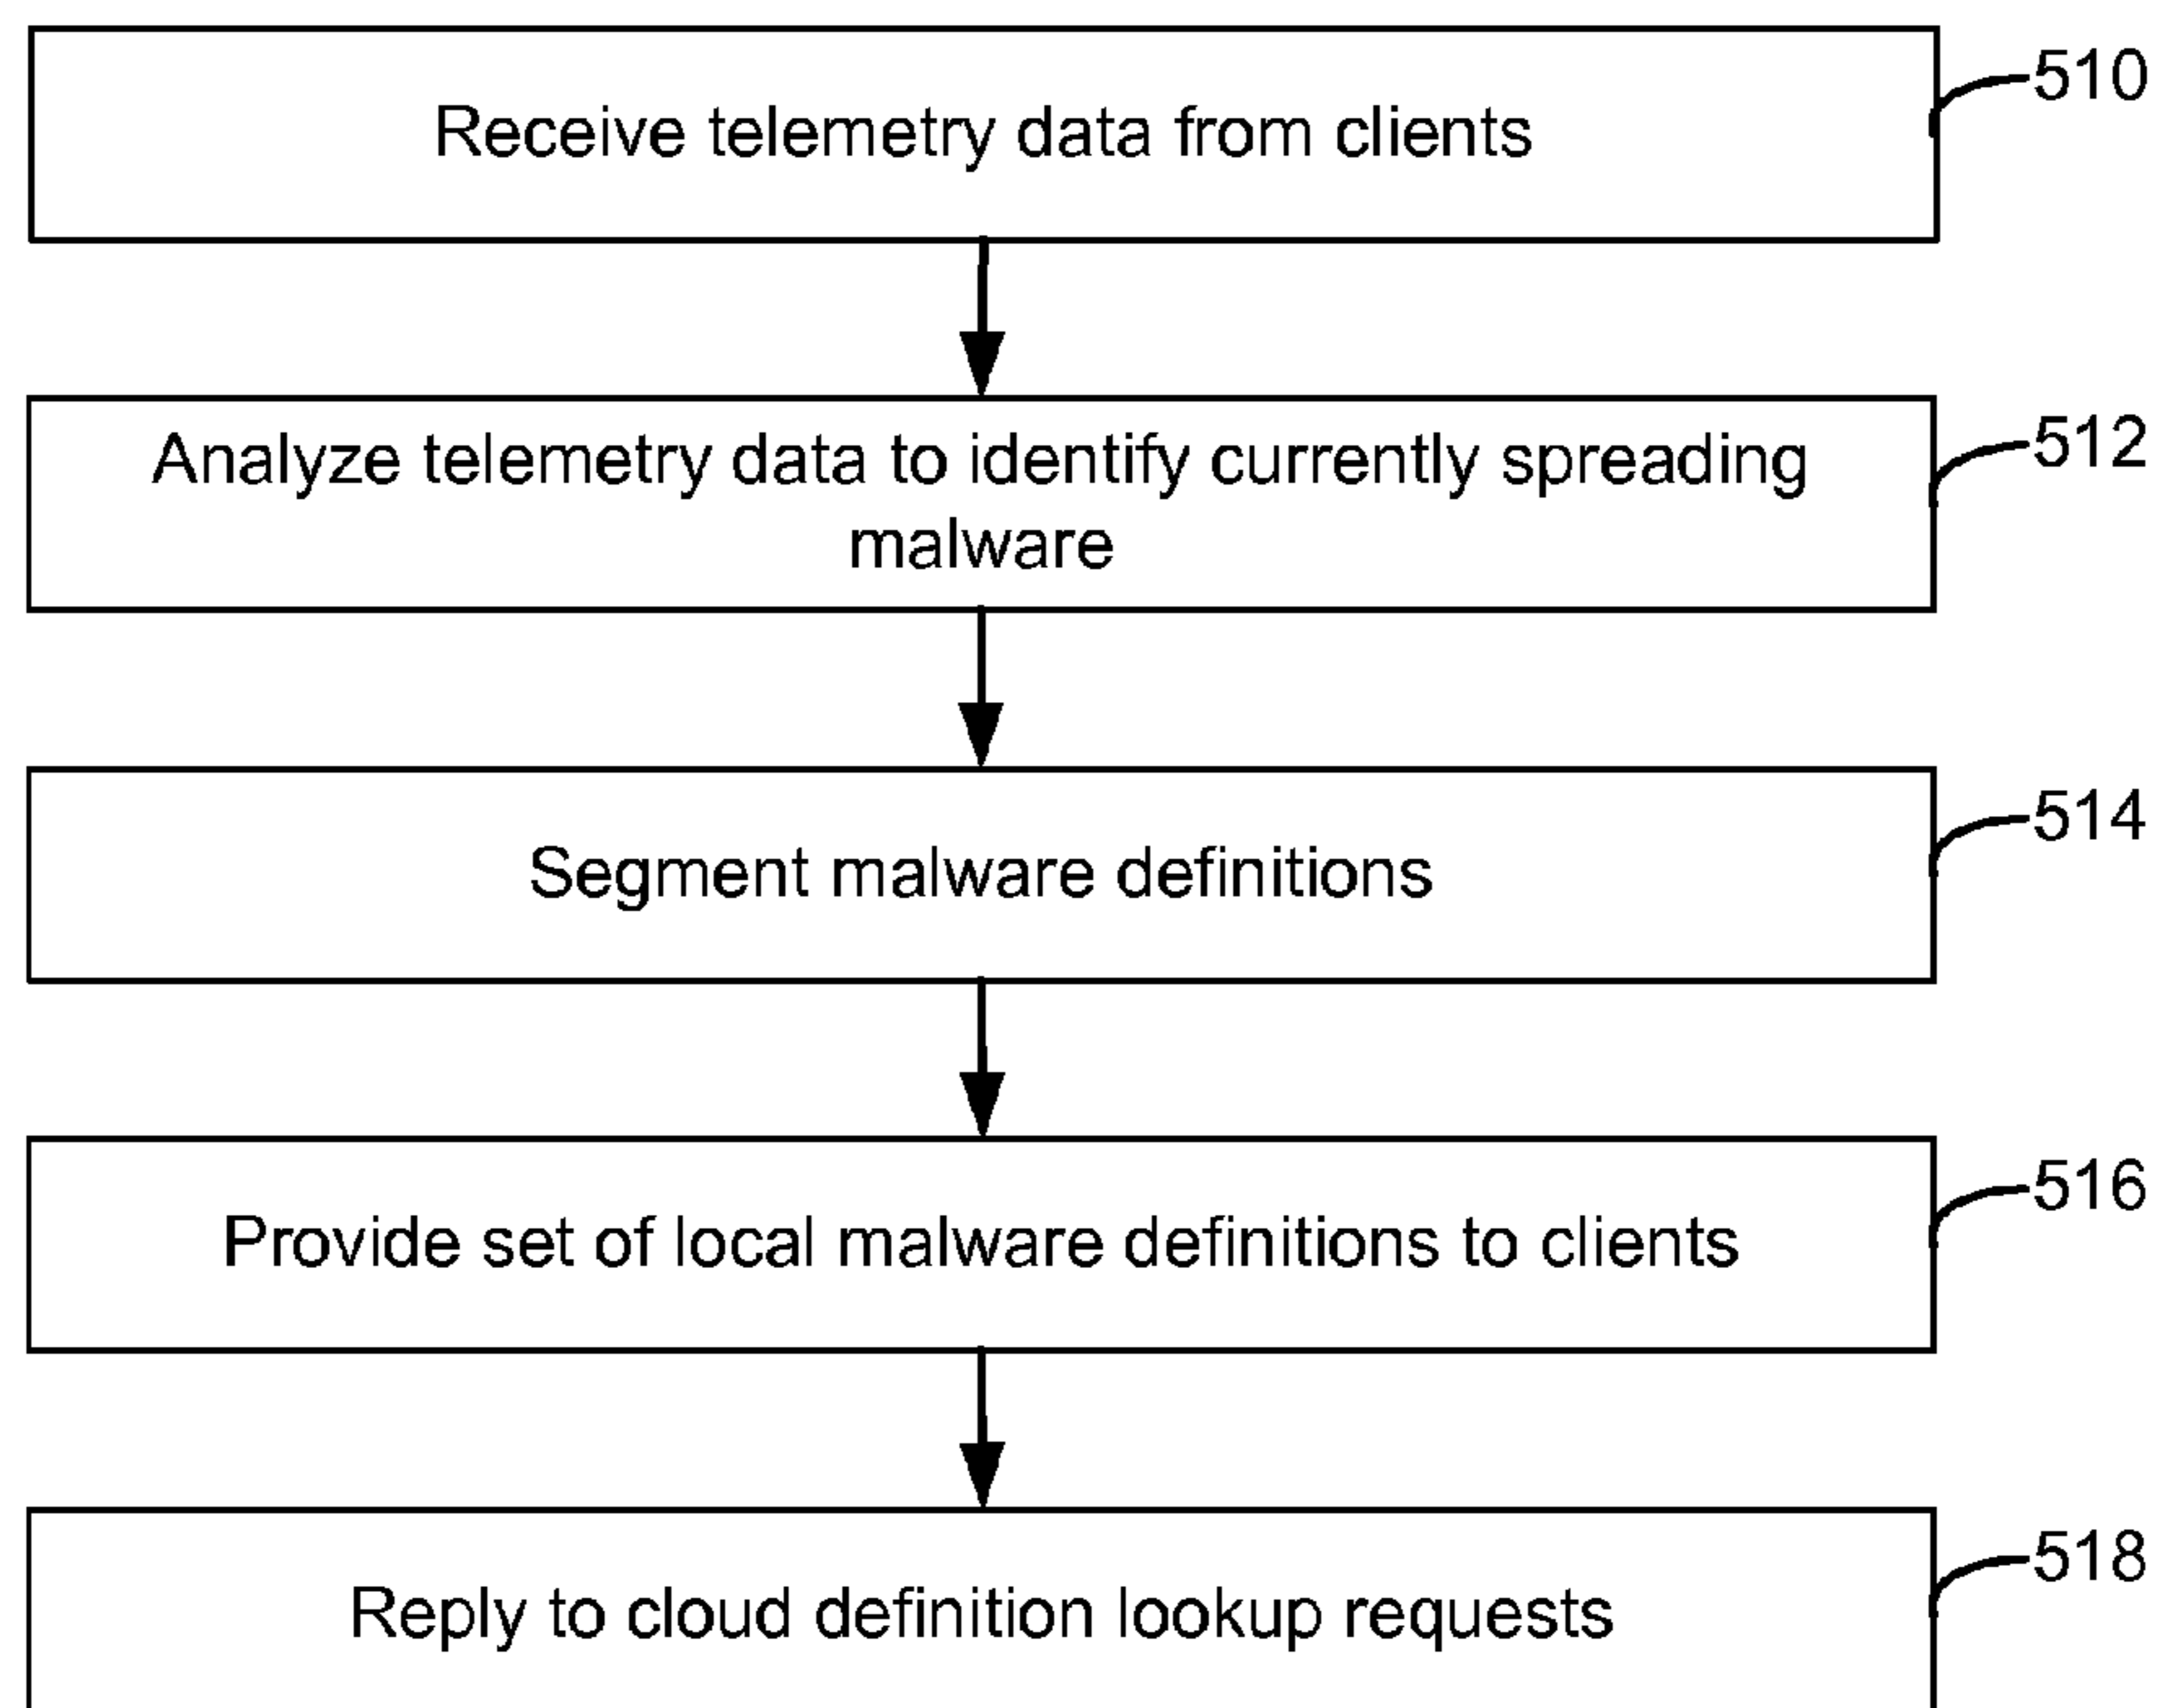 Receive telemetry data from clients
510
Analyze telemetry data to identify currently spreading
malware
512
Segment malware definitions
514
Provide set of local malware definitions to clients
516
Reply to cloud definition lookup requests
518